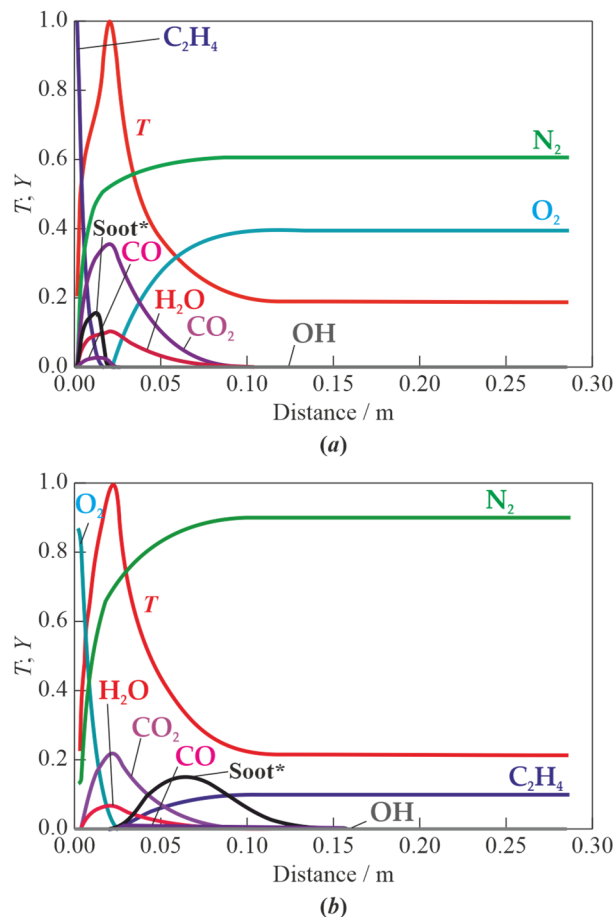 1.0
C₂H₄
0.8
T
N₂
0.6
T; Y
O₂
0.4
Soot*
CO
H₂O
0.2
CO₂
OH
0.0
0.00 0.05 0.10 0.15 0.20 0.25 0.30
Distance / m
(a)
1.0
O₂
N₂
0.8
T
0.6
T; Y
0.4
H₂O
CO₂
CO
Soot*
0.2
C₂H₄
OH
0.0
0.00 0.05 0.10 0.15 0.20 0.25 0.30
Distance / m
(b)